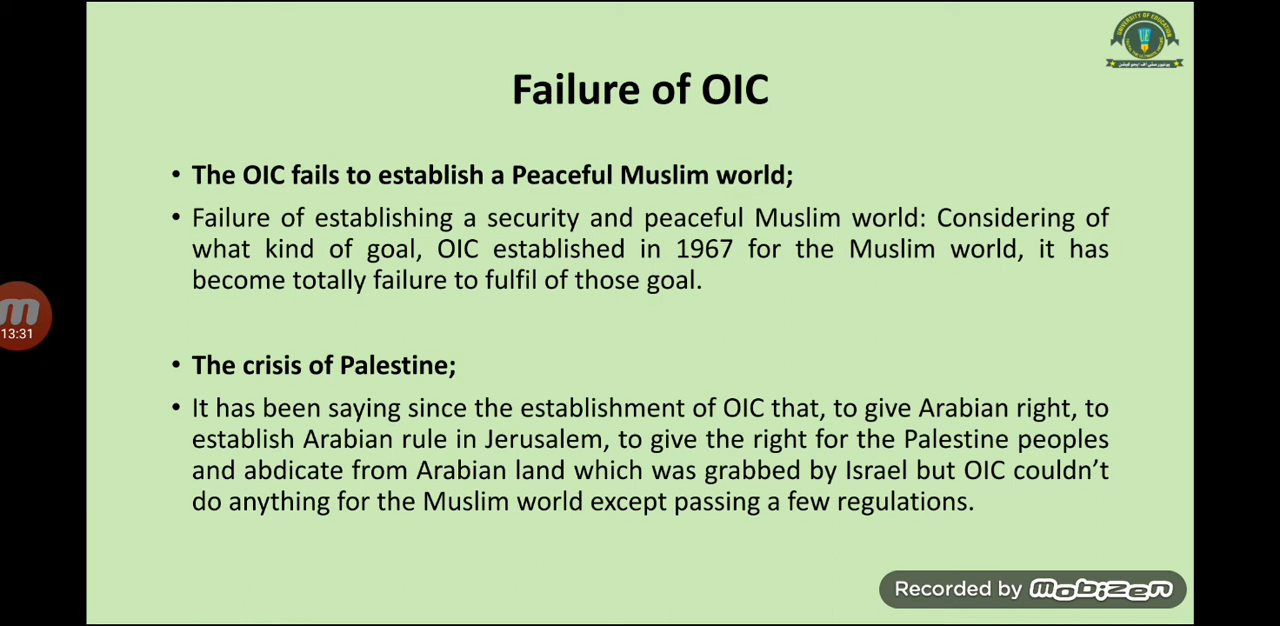 UNIVERSITY OF EDUCATION
UE
Failure of OIC
• The OIC fails to establish a Peaceful Muslim world;
• Failure of establishing a security and peaceful Muslim world: Considering of
what kind of goal, OIC established in 1967 for the Muslim world, it has
become totally failure to fulfil of those goal.
m
13:31
• The crisis of Palestine;
• It has been saying since the establishment of OIC that, to give Arabian right, to
establish Arabian rule in Jerusalem, to give the right for the Palestine peoples
and abdicate from Arabian land which was grabbed by Israel but OIC couldn’t
do anything for the Muslim world except passing a few regulations.
Recorded by mobizen